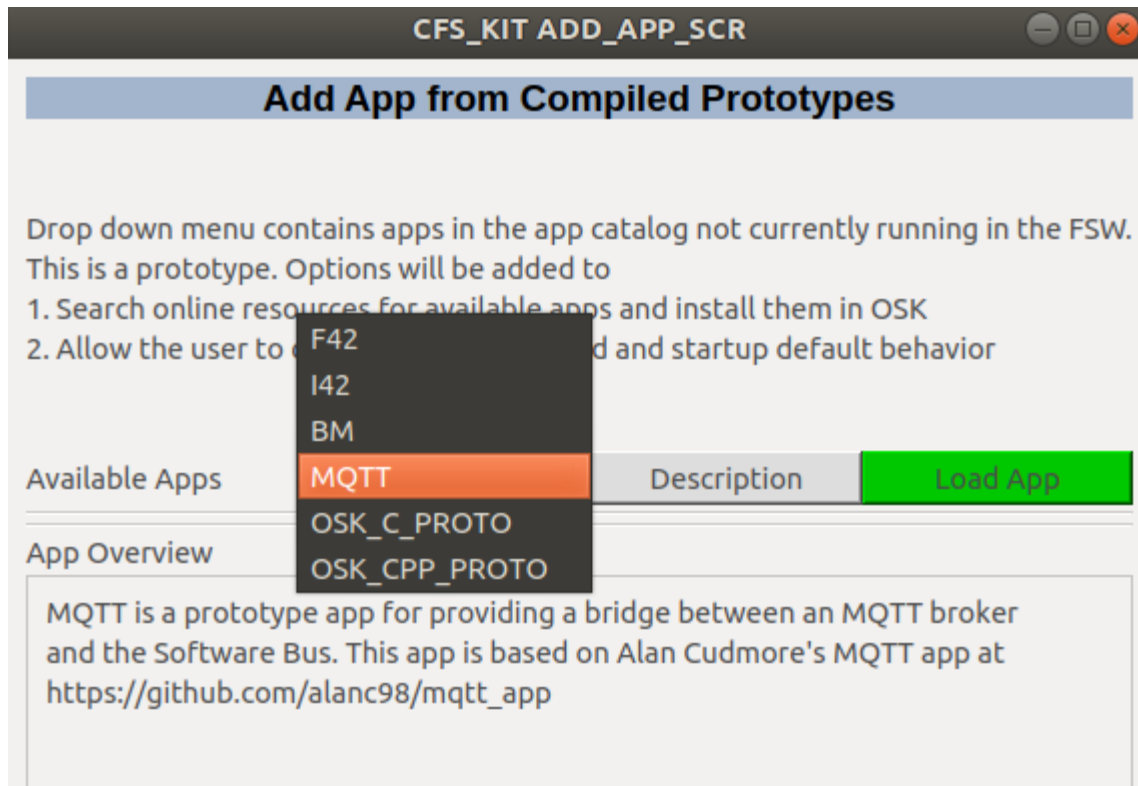 CFS_KIT ADD_APP_SCR
Add App from Compiled Prototypes
Drop down menu contains apps in the app catalog not currently running in the FSW.
This is a prototype. Options will be added to
1. Search online resources for available apps and install them in OSK
2. Allow the user to d and startup default behavior
F42
I42
BM
Available Apps MQTT Description Load App
OSK_C_PROTO
App Overview
OSK_CPP_PROTO
MQTT is a prototype app for providing a bridge between an MQTT broker
and the Software Bus. This app is based on Alan Cudmore's MQTT app at
https://github.com/alanc98/mqtt_app